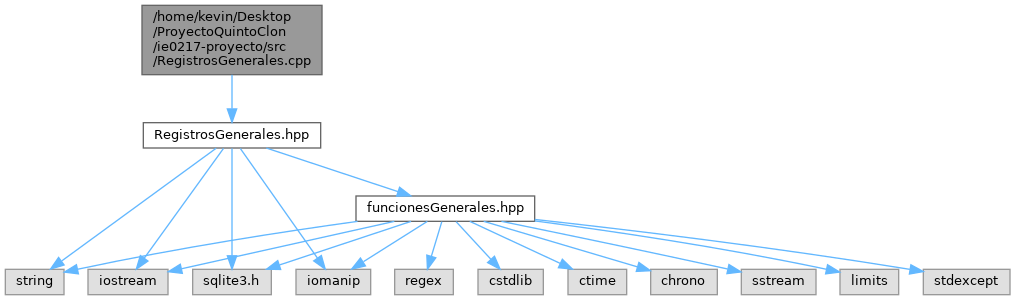 /home/kevin/Desktop
/ProyectoQuintoClon
/ie0217-proyecto/src
/RegistrosGenerales.cpp
RegistrosGenerales.hpp
funcionesGenerales.hpp
string
iostream
sqlite3.h
iomanip
regex
cstdlib
ctime
chrono
sstream
limits
stdexcept